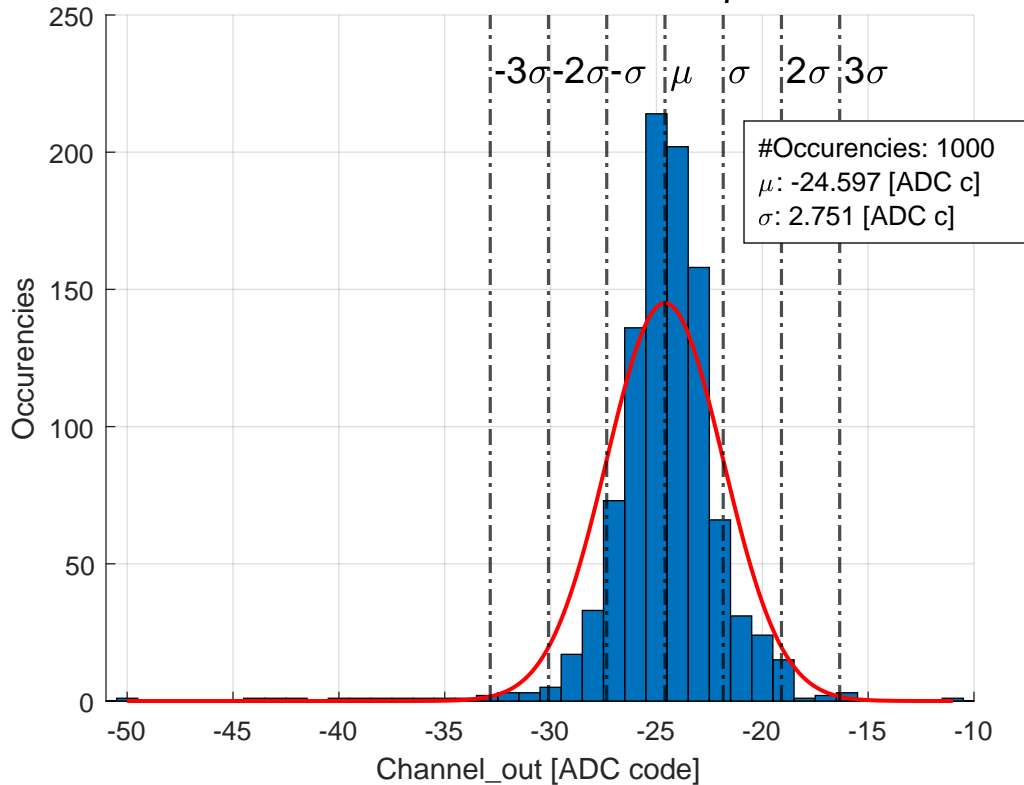 250
200
150
100
50
0
-3σ -2σ -σ μ σ 2σ 3σ
#Occurencies: 1000
μ: -24.597 [ADC c]
σ: 2.751 [ADC c]
Occurencies
-50 -45 -40 -35 -30 -25 -20 -15 -10
Channel_out [ADC code]